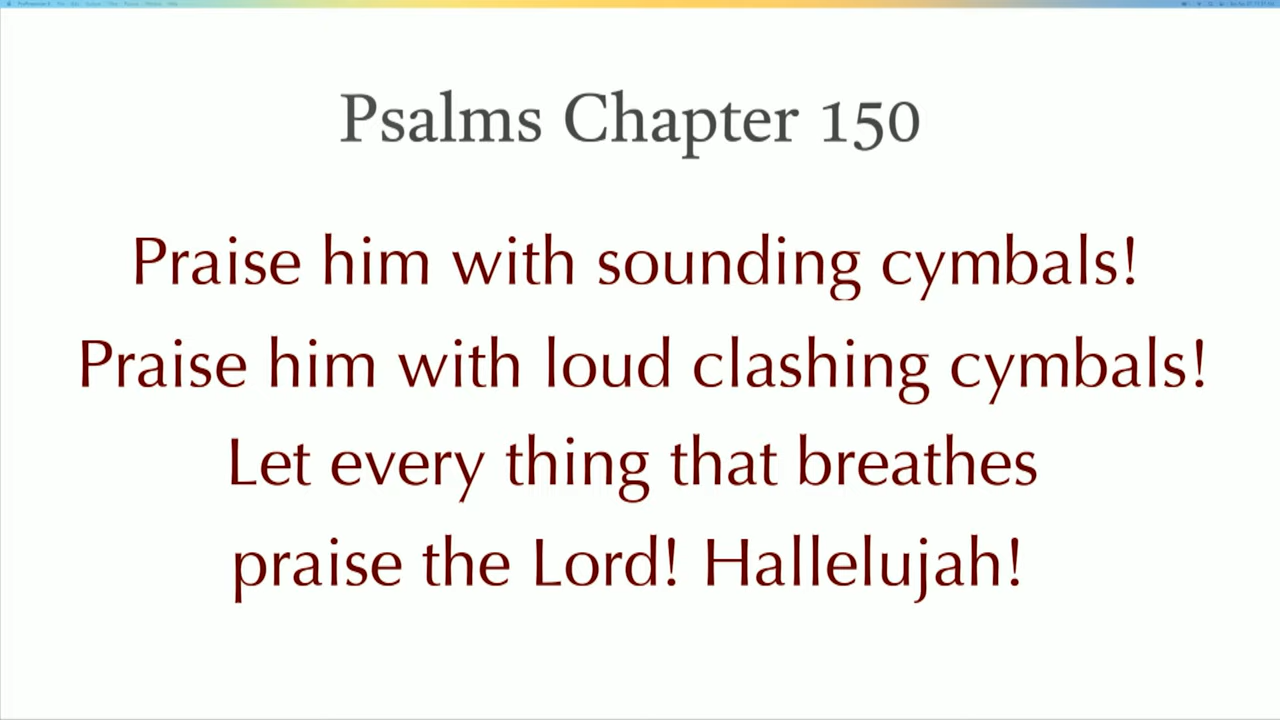 Psalms Chapter 150
Praise him with sounding cymbals!
Praise him with loud clashing cymbals!
Let every thing that breathes
praise the Lord! Hallelujah!